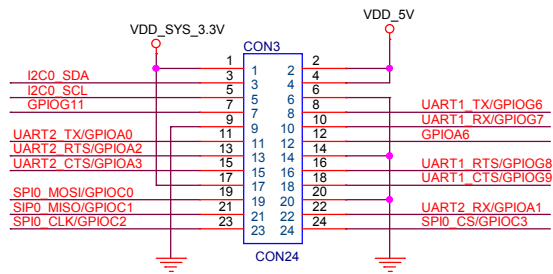 VDD_5V
VDD_SYS_3.3V
CON3
1 1 2 2
I2C0_SDA 3 3 4 4
I2C0_SCL 5 5 6 6
GPIOG11 7 7 8 8 UART1_TX/GPIOG6
9 9 10 10 UART1_RX/GPIOG7
UART2_TX/GPIOA0 11 11 12 12 GPIOA6
UART2_RTS/GPIOA2 13 13 14 14
UART2_CTS/GPIOA3 15 15 16 16 UART1_RTS/GPIOG8
17 17 18 18 UART1_CTS/GPIOG9
SPI0_MOSI/GPIOC0 19 19 20 20
SIP0_MISO/GPIOC1 21 21 22 22 UART2_RX/GPIOA1
SPI0_CLK/GPIOC2 23 23 24 24 SPI0_CS/GPIOC3
CON24